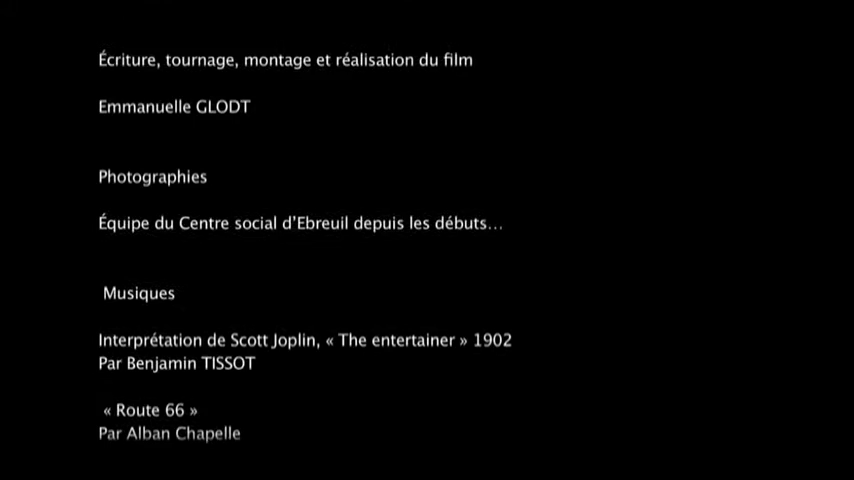 Écriture, tournage, montage et réalisation du film
Emmanuelle GLODT
Photographies
Équipe du Centre social d'Ebreuil depuis les débuts…
Musiques
Interprétation de Scott Joplin, « The entertainer » 1902
Par Benjamin TISSOT
« Route 66 »
Par Alban Chapelle